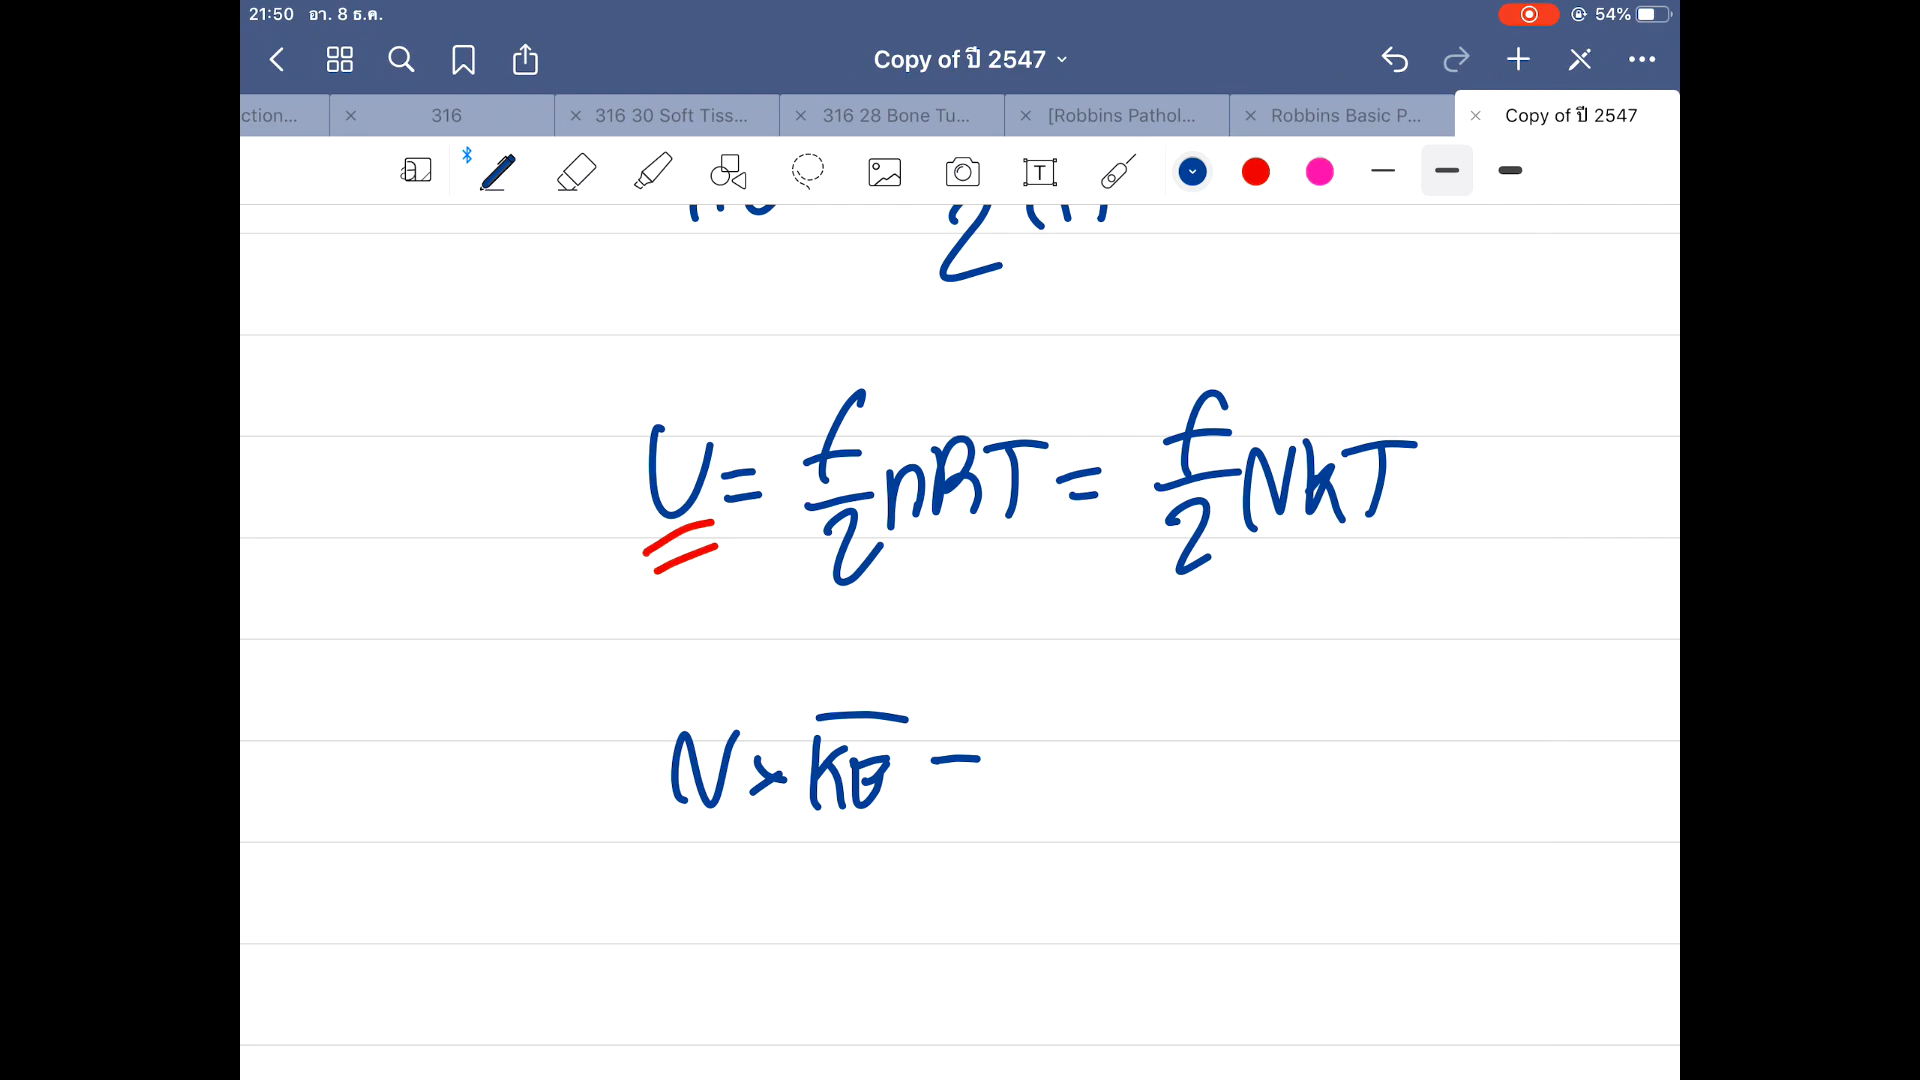 21:50 อา. 8 ธ.ค. 54%
Copy of ปี 2547
ction... 316 316 30 Soft Tiss... 316 28 Bone Tu... [Robbins Pathol... Robbins Basic P... Copy of ปี 2547
T
2
U = f/2 nRT = f/2 NkT
N × K̅E̅ =